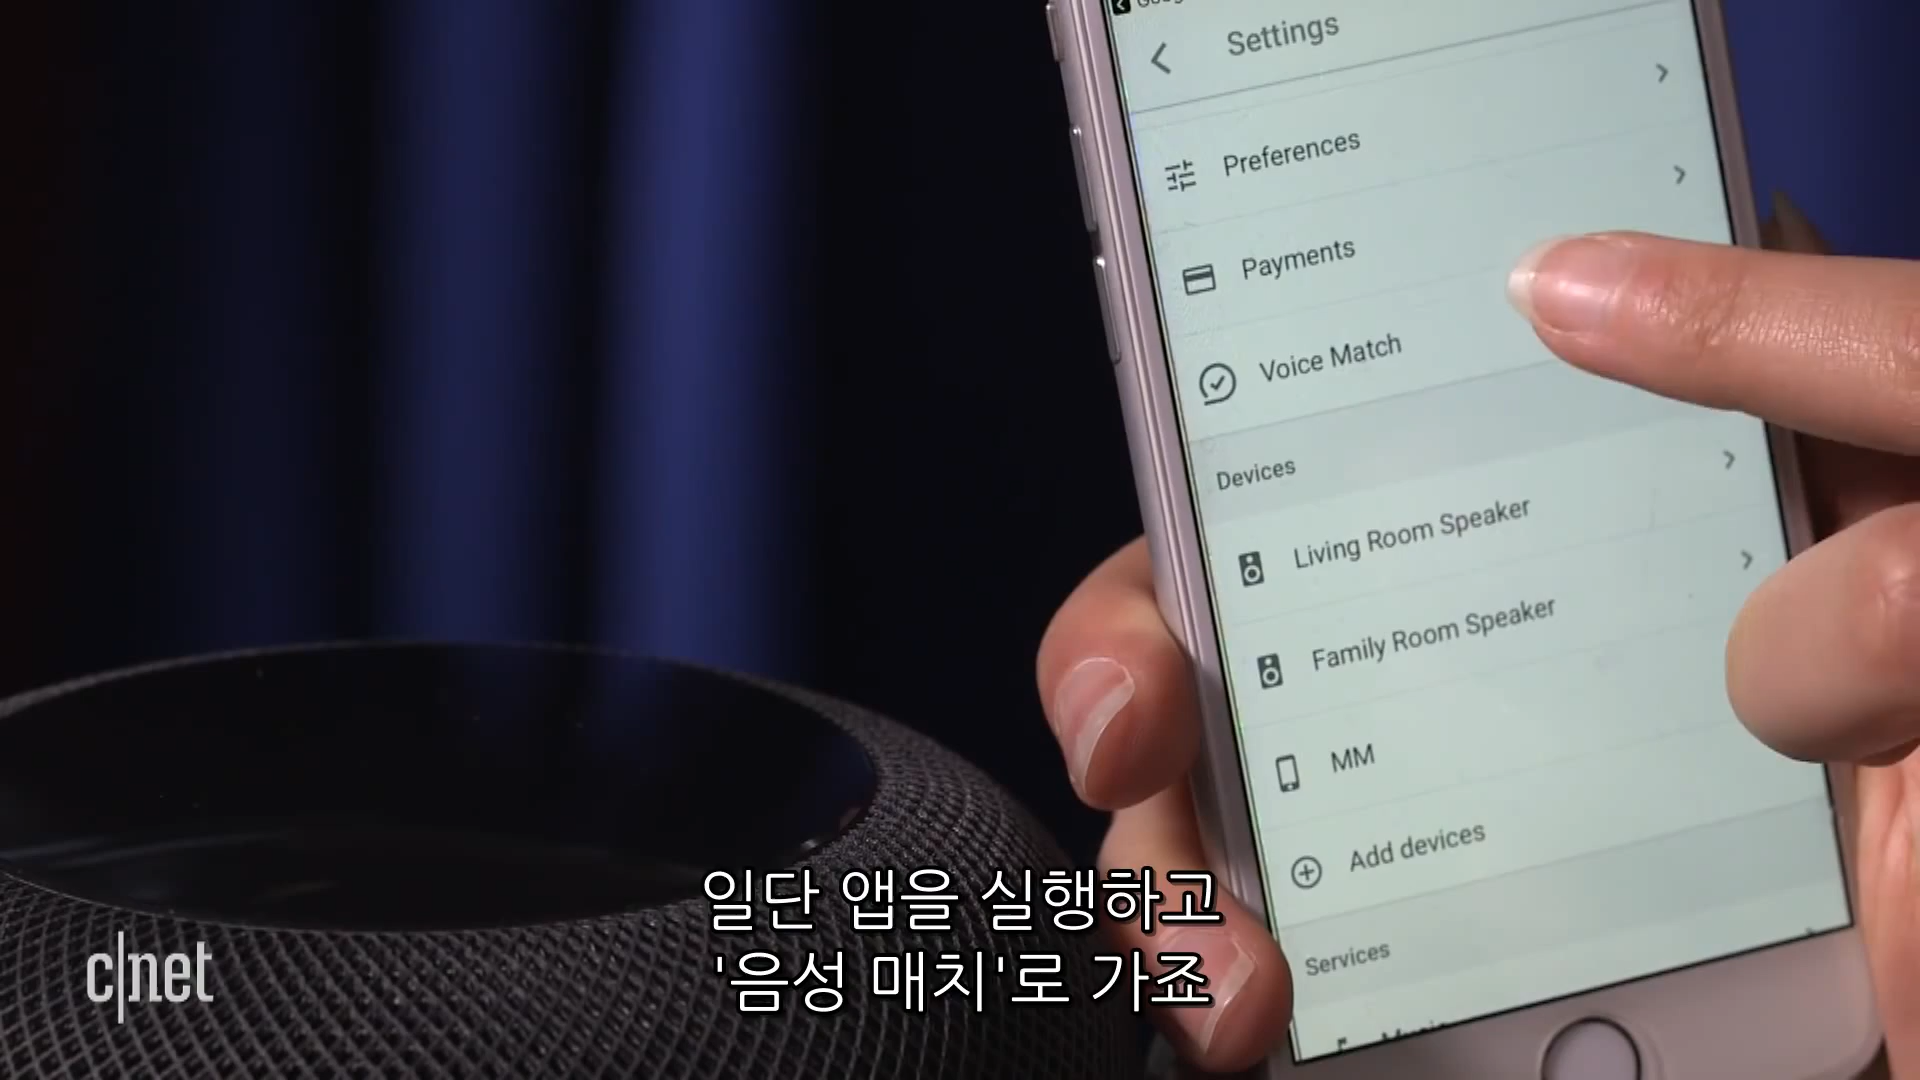 Settings
Preferences
Payments
Voice Match
Devices
Living Room Speaker
Family Room Speaker
MM
Add devices
Services
일단 앱을 실행하고
'음성 매치'로 가죠
c|net